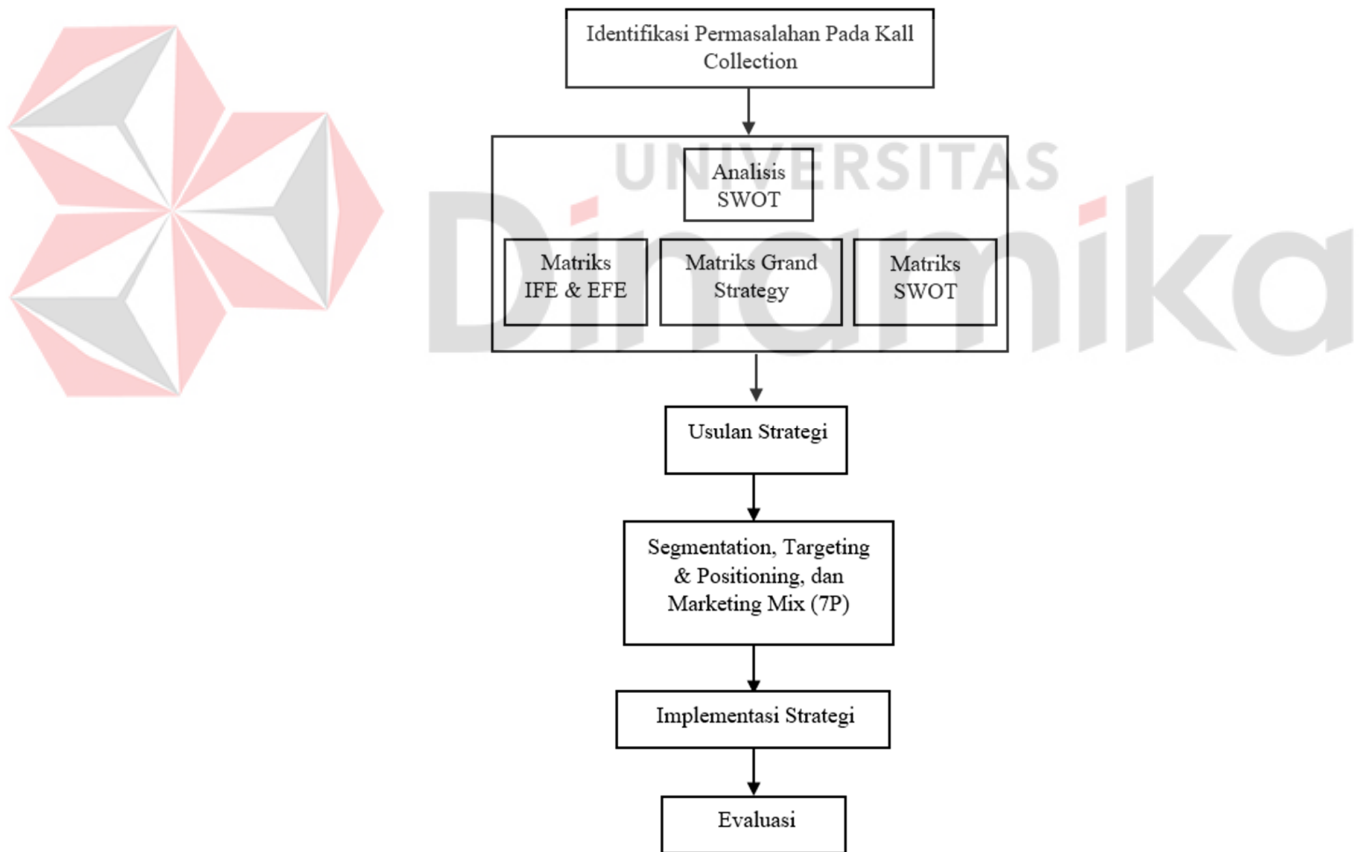 Identifikasi Permasalahan Pada Kall
Collection
UNIVERSITAS
Dinamika
Analisis
SWOT
Matriks
IFE & EFE
Matriks Grand
Strategy
Matriks
SWOT
Usulan Strategi
Segmentation, Targeting
& Positioning, dan
Marketing Mix (7P)
Implementasi Strategi
Evaluasi